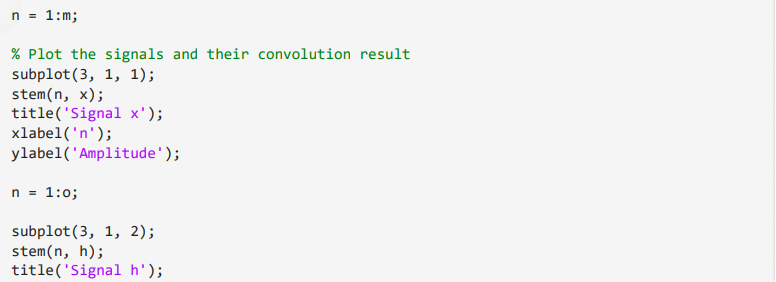 n = 1:m;
% Plot the signals and their convolution result
subplot(3, 1, 1);
stem(n, x);
title('Signal x');
xlabel('n');
ylabel('Amplitude');
n = 1:o;
subplot(3, 1, 2);
stem(n, h);
title('Signal h');